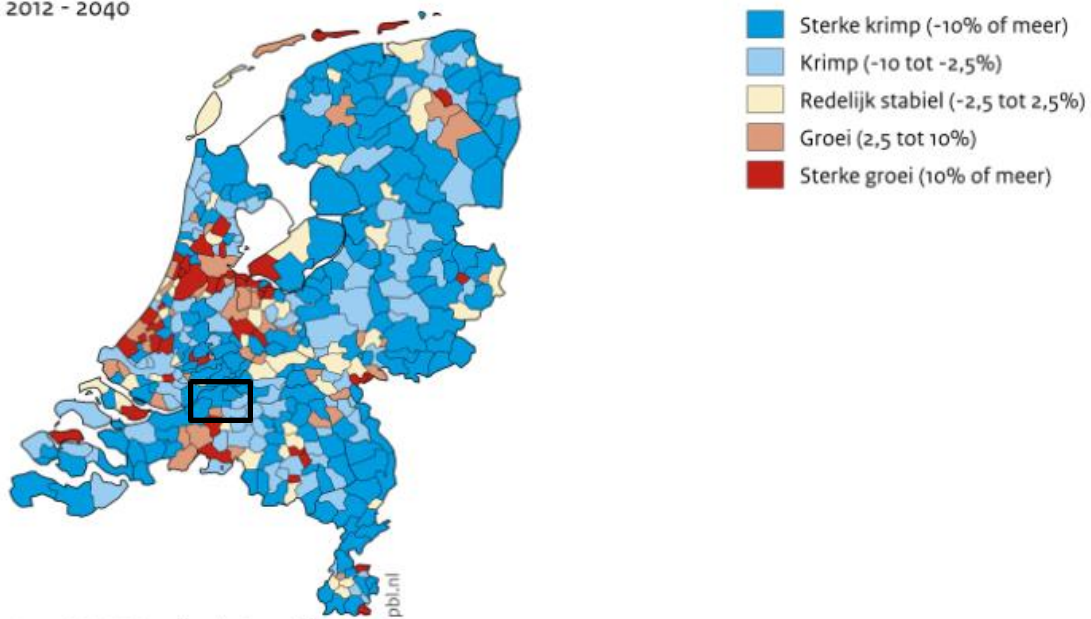 2012 - 2040
Sterke krimp (-10% of meer)
Krimp (-10 tot -2,5%)
Redelijk stabiel (-2,5 tot 2,5%)
Groei (2,5 tot 10%)
Sterke groei (10% of meer)
pbl.nl